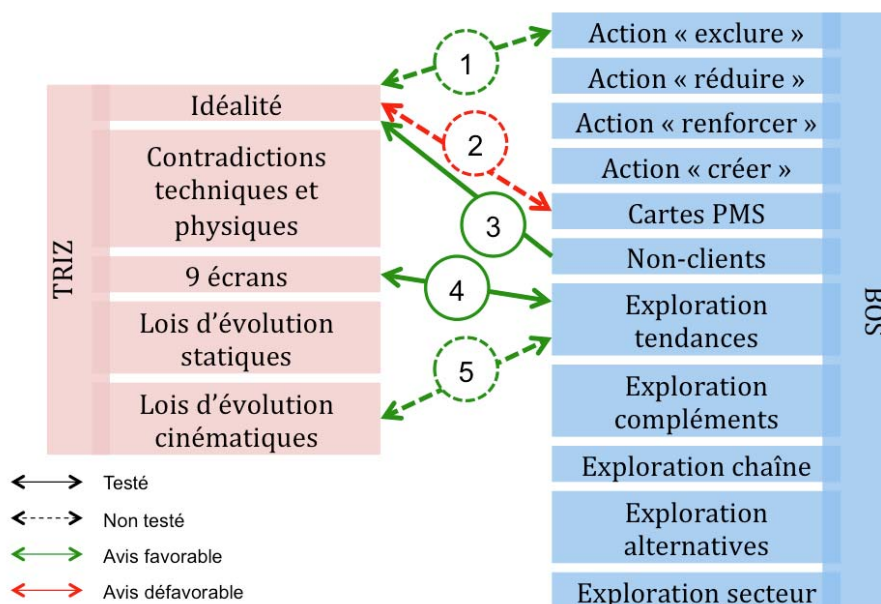 TRIZ
Idéalité
Contradictions
techniques et
physiques
9 écrans
Lois d'évolution
statiques
Lois d'évolution
cinématiques
1
2
3
4
5
Action « exclure »
Action « réduire »
Action « renforcer »
Action « créer »
Cartes PMS
Non-clients
Exploration
tendances
Exploration
compléments
Exploration chaîne
Exploration
alternatives
Exploration secteur
BOS
Testé
Non testé
Avis favorable
Avis défavorable